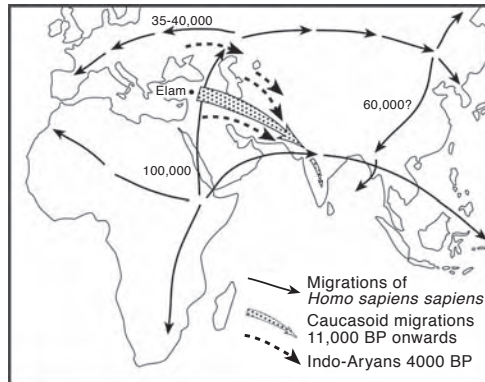 35-40,000
Elam
60,000?
100,000
Migrations of
Homo sapiens sapiens
Caucasoid migrations
11,000 BP onwards
Indo-Aryans 4000 BP